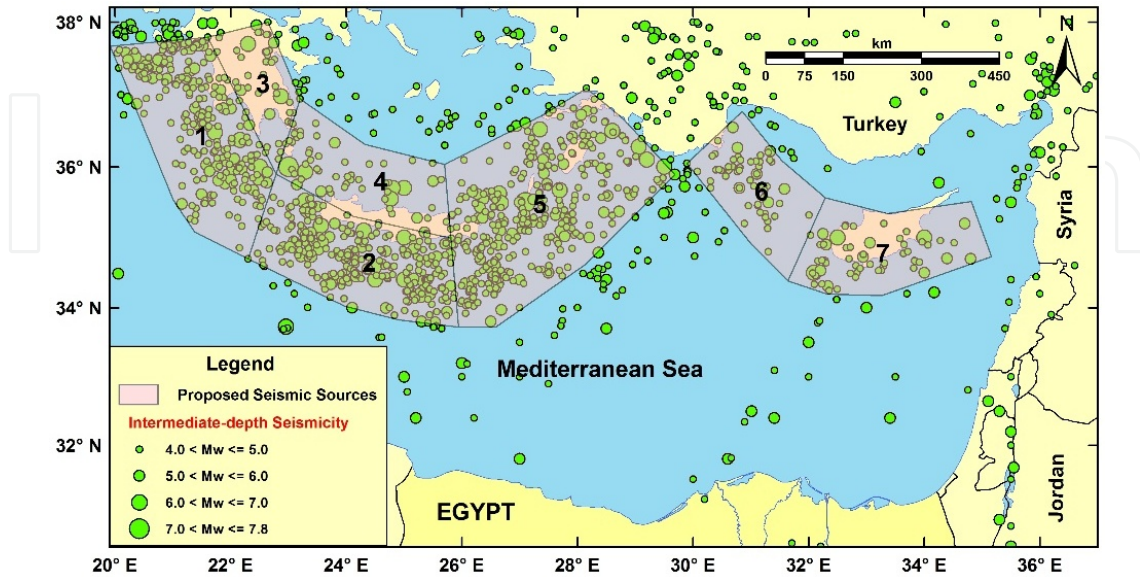 38° N
36° N
34° N
32° N
N
km
0 75 150 300 450
Turkey
Syria
Jordan
1
3
4
2
5
6
7
Mediterranean Sea
EGYPT
Legend
Proposed Seismic Sources
Intermediate-depth Seismicity
4.0 < Mw <= 5.0
5.0 < Mw <= 6.0
6.0 < Mw <= 7.0
7.0 < Mw <= 7.8
20° E 22° E 24° E 26° E 28° E 30° E 32° E 34° E 36° E